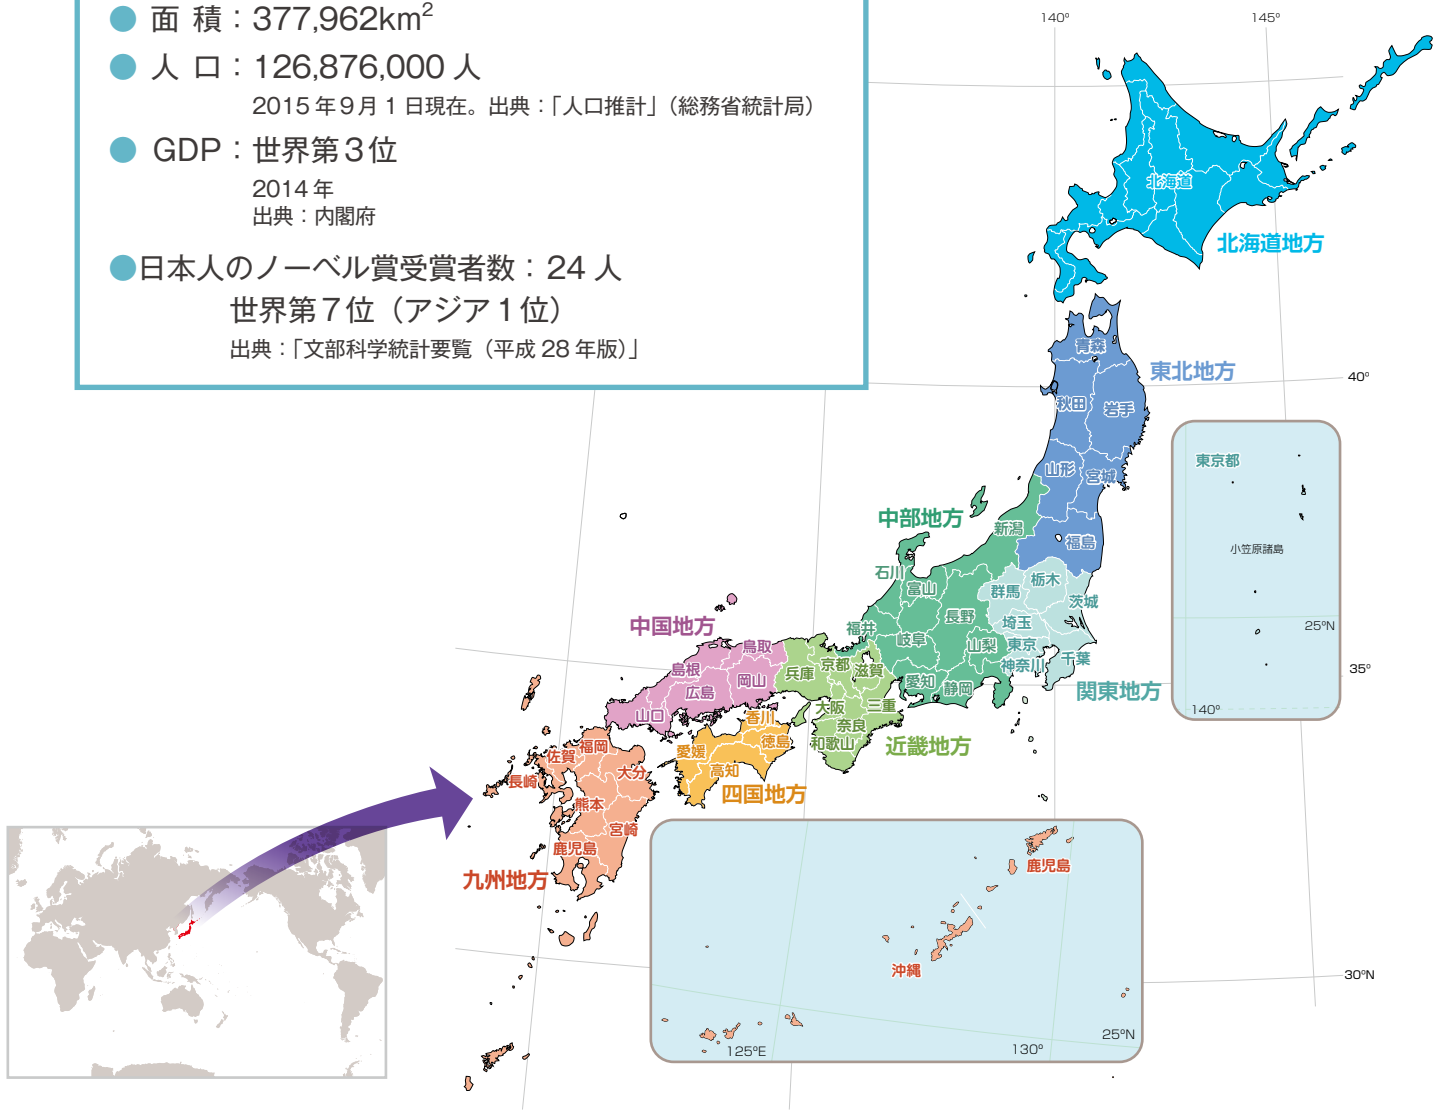 ● 面 積：377,962km²
● 人 口：126,876,000 人
2015 年９月 1 日現在。出典：｢人口推計｣（総務省統計局）
● GDP：世界第３位
2014 年
出典：内閣府
●日本人のノーベル賞受賞者数：24 人
世界第７位（アジア 1 位）
出典：｢文部科学統計要覧（平成 28 年版）｣
140°
145°
北海道
北海道地方
青森
東北地方
40°
秋田
岩手
東京都
山形
宮城
中部地方
新潟
福島
小笠原諸島
石川
富山
群馬
栃木
茨城
長野
埼玉
25°N
中国地方
福井
岐阜
山梨
東京
鳥取
千葉
神奈川
35°
島根
岡山
兵庫
京都
滋賀
愛知
静岡
関東地方
広島
140°
山口
香川
大阪
三重
奈良
徳島
和歌山
近畿地方
福岡
愛媛
佐賀
大分
高知
長崎
四国地方
熊本
宮崎
鹿児島
鹿児島
九州地方
沖縄
30°N
25°N
125°E
130°